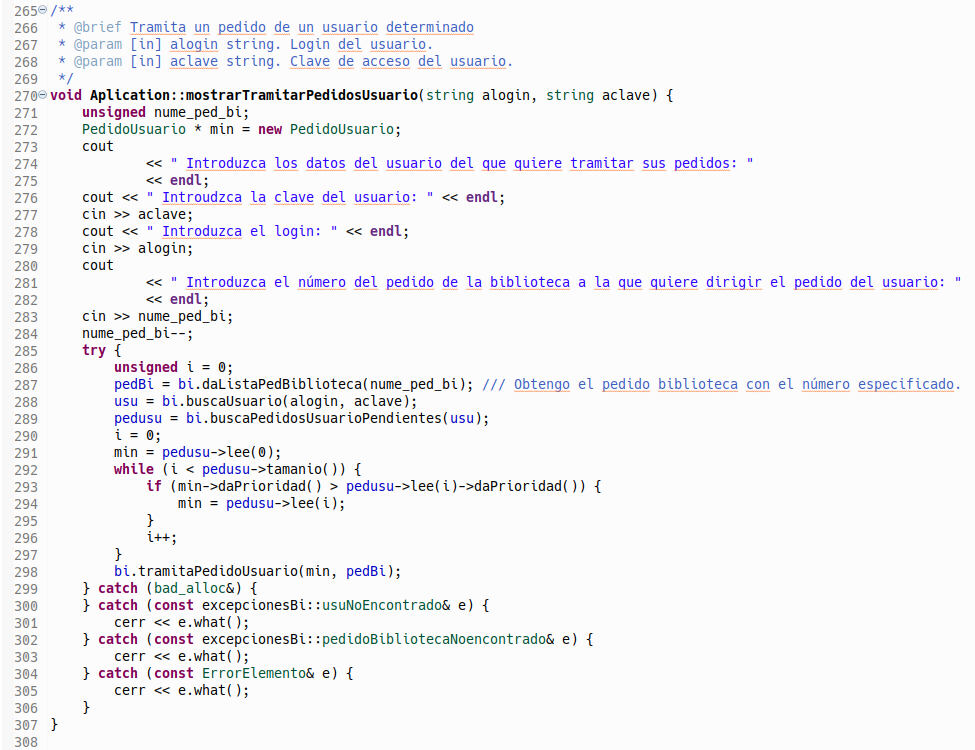 265 /**
266  * @brief Tramita un pedido de un usuario determinado
267  * @param [in] alogin string. Login del usuario.
268  * @param [in] aclave string. Clave de acceso del usuario.
269  */
270 void Aplication::mostrarTramitarPedidosUsuario(string alogin, string aclave) {
271     unsigned nume_ped_bi;
272     PedidoUsuario * min = new PedidoUsuario;
273     cout
274             << " Introduzca los datos del usuario del que quiere tramitar sus pedidos: "
275             << endl;
276     cout << " Introudzca la clave del usuario: " << endl;
277     cin >> aclave;
278     cout << " Introduzca el login: " << endl;
279     cin >> alogin;
280     cout
281             << " Introduzca el número del pedido de la biblioteca a la que quiere dirigir el pedido del usuario: "
282             << endl;
283     cin >> nume_ped_bi;
284     nume_ped_bi--;
285     try {
286         unsigned i = 0;
287         pedBi = bi.daListaPedBiblioteca(nume_ped_bi); /// Obtengo el pedido biblioteca con el número especificado.
288         usu = bi.buscaUsuario(alogin, aclave);
289         pedusu = bi.buscaPedidosUsuarioPendientes(usu);
290         i = 0;
291         min = pedusu->lee(0);
292         while (i < pedusu->tamanio()) {
293             if (min->daPrioridad() > pedusu->lee(i)->daPrioridad()) {
294                 min = pedusu->lee(i);
295             }
296             i++;
297         }
298         bi.tramitaPedidoUsuario(min, pedBi);
299     } catch (bad_alloc&) {
300     } catch (const excepcionesBi::usuNoEncontrado& e) {
301         cerr << e.what();
302     } catch (const excepcionesBi::pedidoBibliotecaNoencontrado& e) {
303         cerr << e.what();
304     } catch (const ErrorElemento& e) {
305         cerr << e.what();
306     }
307 }
308